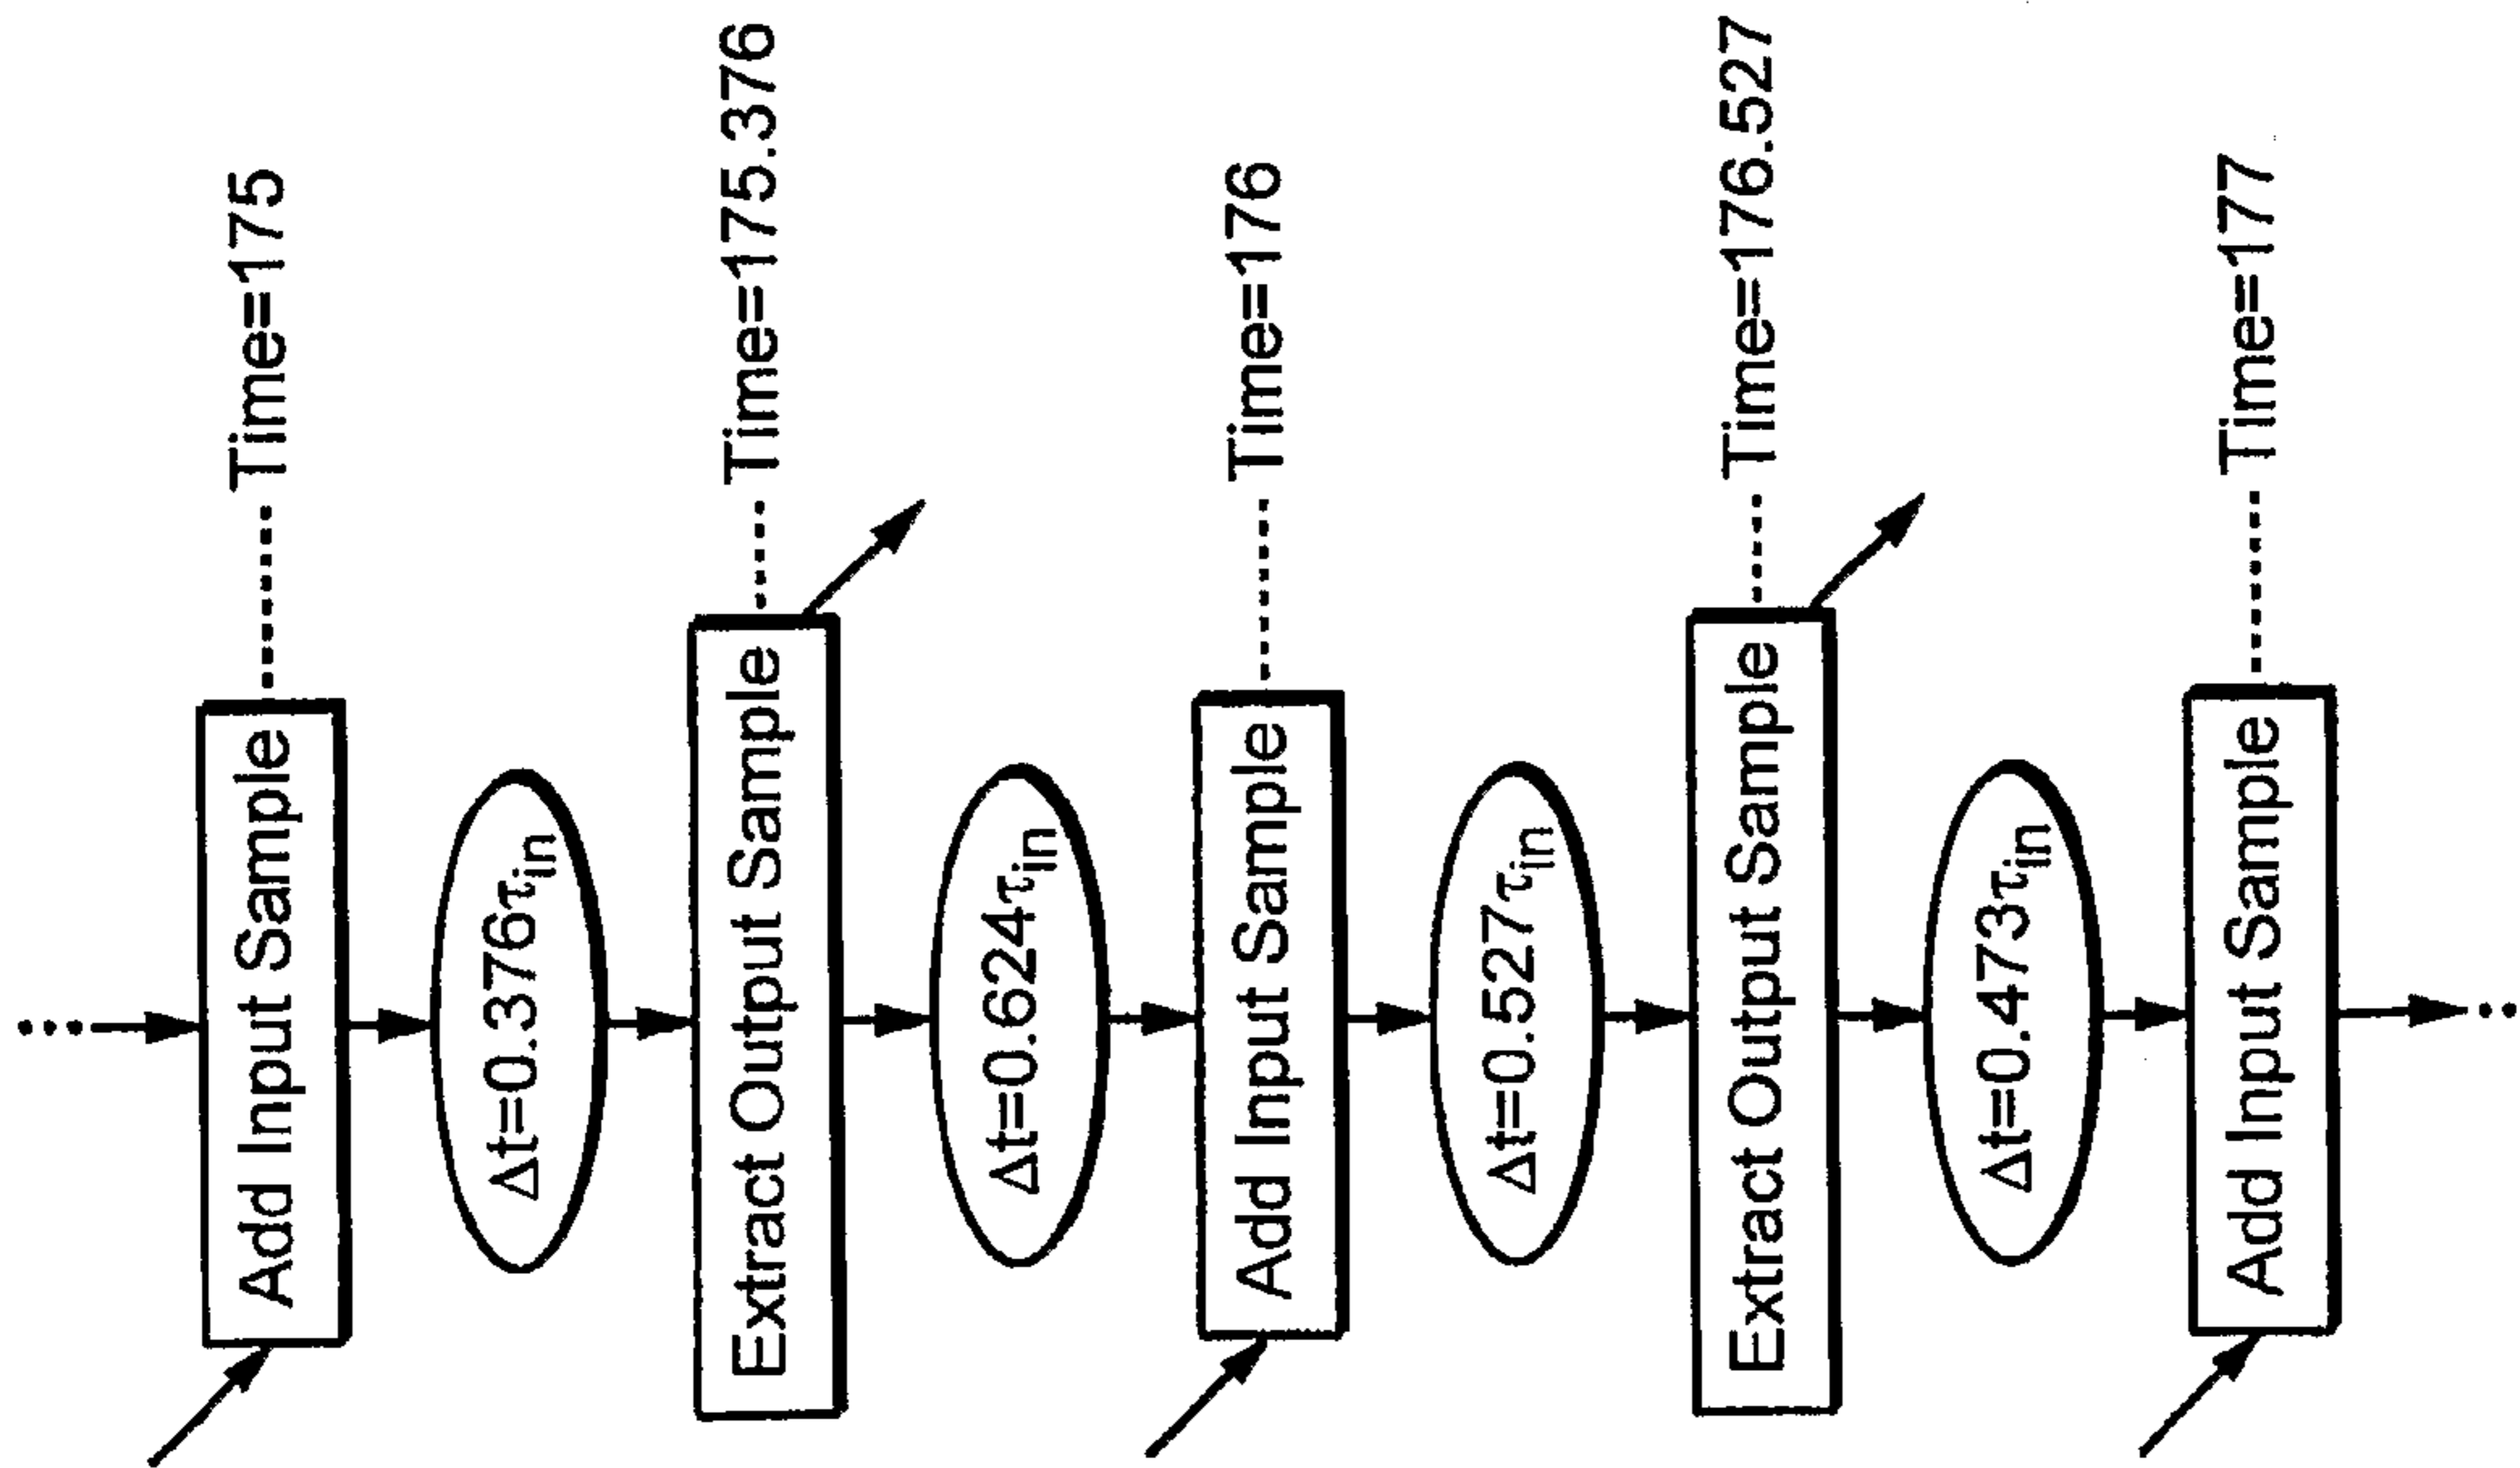 Add Input Sample
Time=175
Δt=0.376τin
Extract Output Sample
Time=175.376
Δt=0.624τin
Add Input Sample
Time=176
Δt=0.527τin
Extract Output Sample
Time=176.527
Δt=0.473τin
Add Input Sample
Time=177